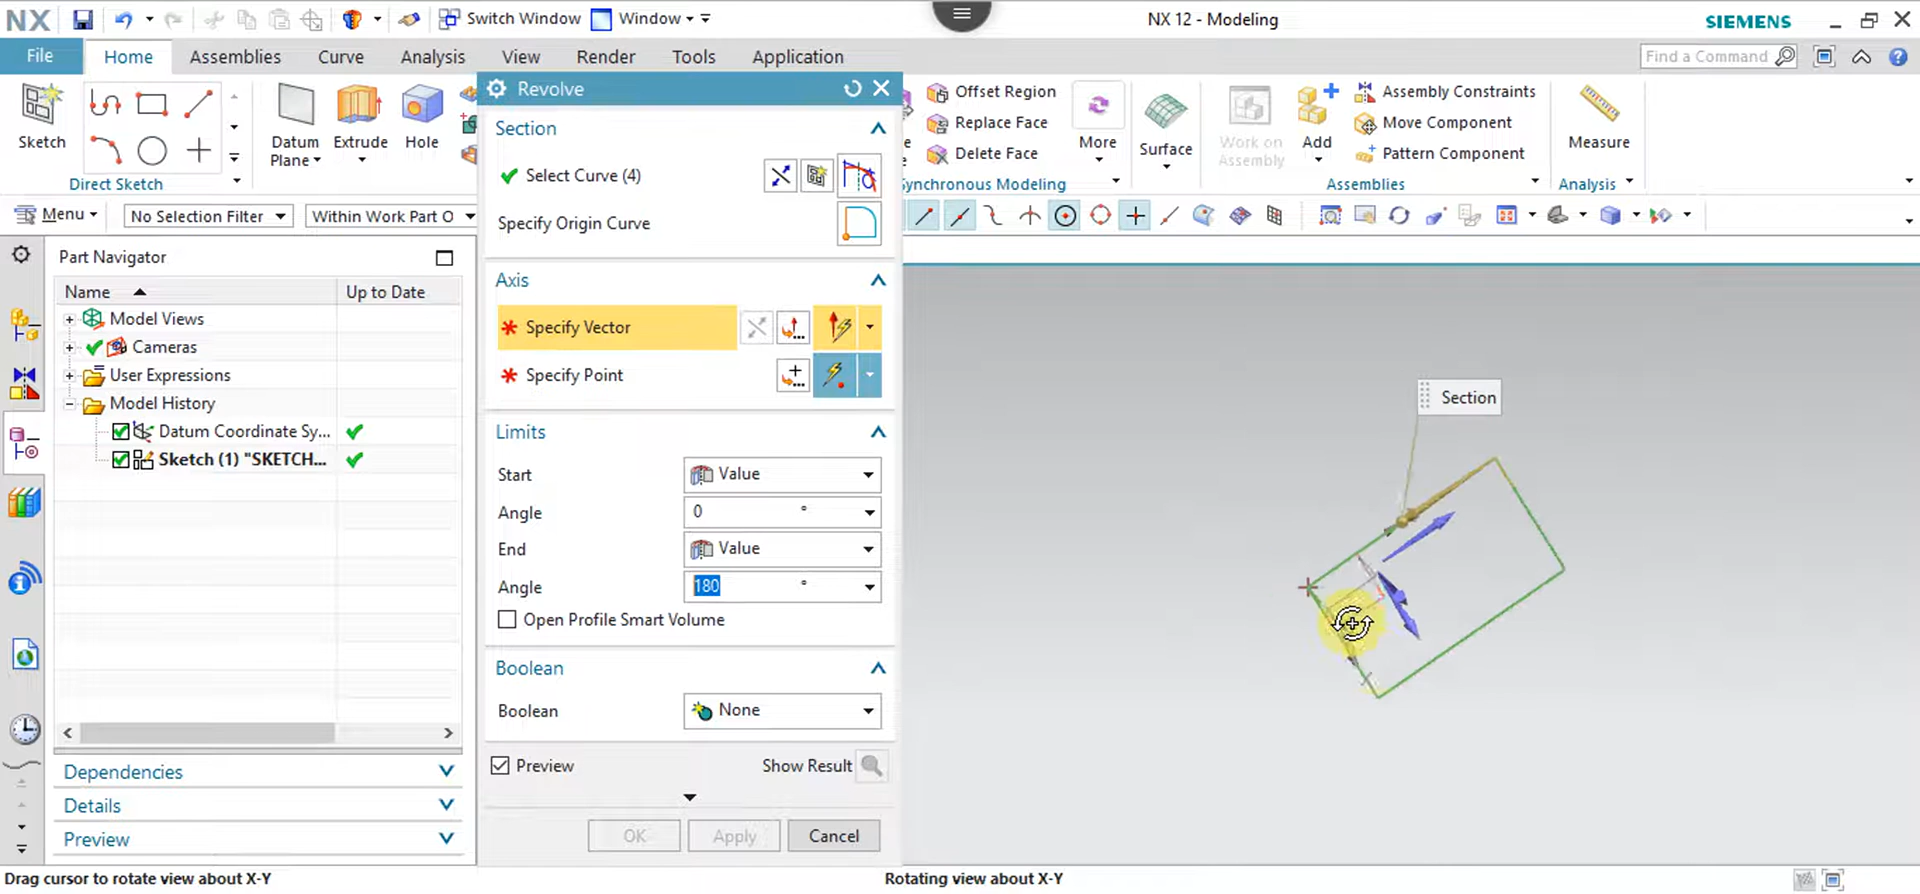 NX
Switch Window
Window
NX 12 - Modeling
SIEMENS
File
Home
Assemblies
Curve
Analysis
View
Render
Tools
Application
Find a Command
Sketch
Datum
Plane
Extrude
Hole
Direct Sketch
Revolve
Offset Region
Replace Face
Delete Face
Synchronous Modeling
More
Surface
Work on
Assembly
Add
Assembly Constraints
Move Component
Pattern Component
Assemblies
Measure
Analysis
Menu
No Selection Filter
Within Work Part O
Section
Select Curve (4)
Specify Origin Curve
Axis
Specify Vector
Specify Point
Limits
Start
Value
Angle
0
°
End
Value
Angle
180
°
Open Profile Smart Volume
Boolean
Boolean
None
Preview
Show Result
OK
Apply
Cancel
Part Navigator
Name
Up to Date
Model Views
Cameras
User Expressions
Model History
Datum Coordinate Sy...
Sketch (1) "SKETCH...
Dependencies
Details
Preview
Section
Drag cursor to rotate view about X-Y
Rotating view about X-Y